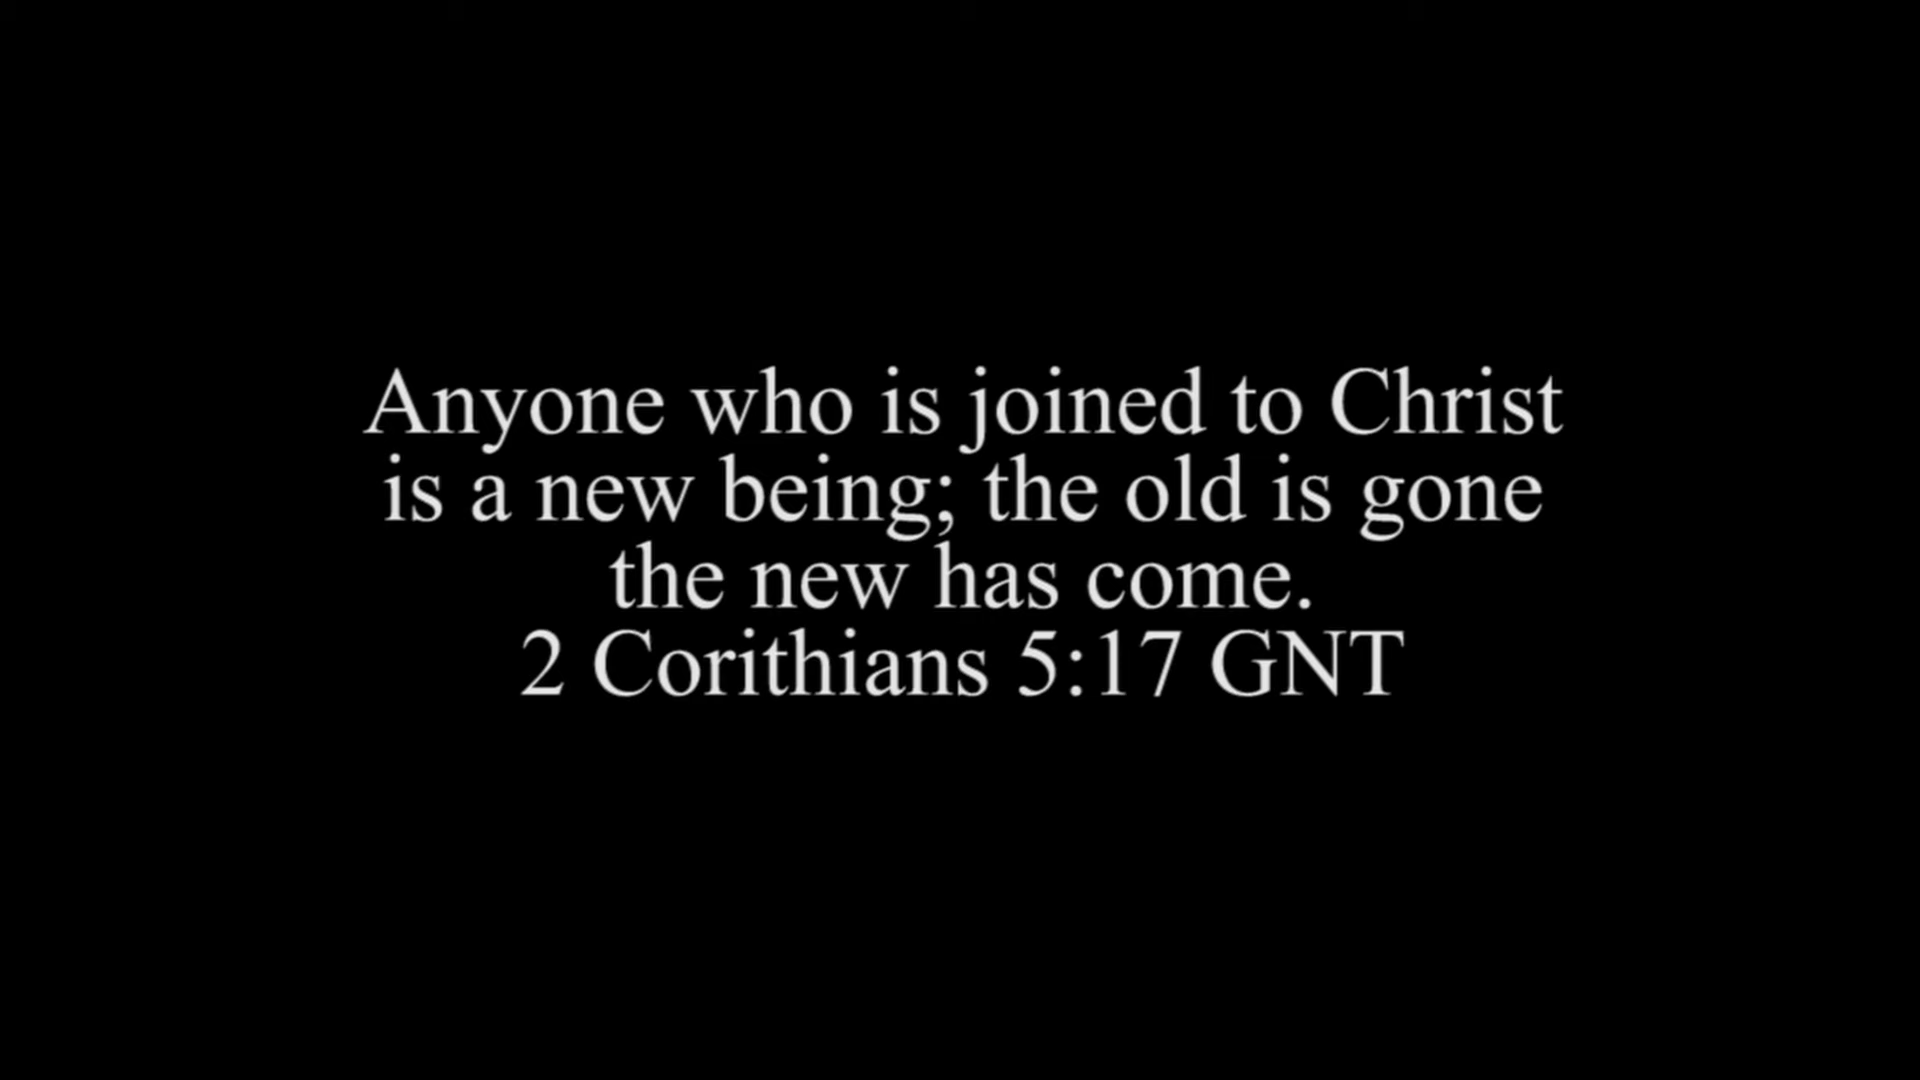 Anyone who is joined to Christ
is a new being; the old is gone
the new has come.
2 Corithians 5:17 GNT